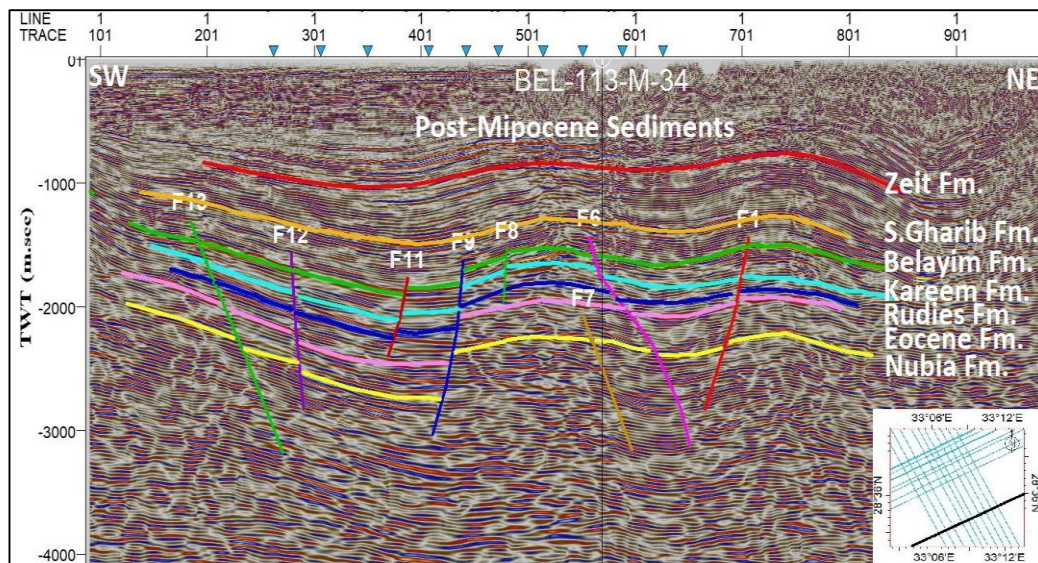 LINE 1 1 1 1 1 1 1 1 1
TRACE 101 201 301 401 501 601 701 801 901
0
SW BEL-113-M-34 NE
Post-Mipocene Sediments
-1000
Zeit Fm.
F13
F12 F9 F8 F6 F1 S.Gharib Fm.
F11 Belayim Fm.
Kareem Fm.
-2000 F7 Rudies Fm.
Eocene Fm.
Nubia Fm.
TWT (m.sec)
-3000
-4000
33°06'E 33°12'E
28°36'N 28°36'N
33°06'E 33°12'E